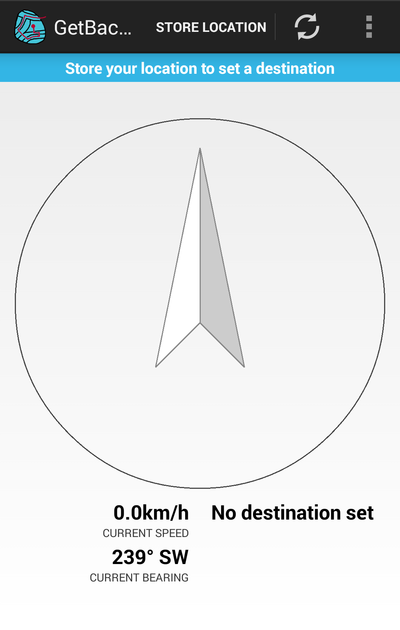 GetBac... STORE LOCATION
Store your location to set a destination
0.0km/h No destination set
CURRENT SPEED
239° SW
CURRENT BEARING